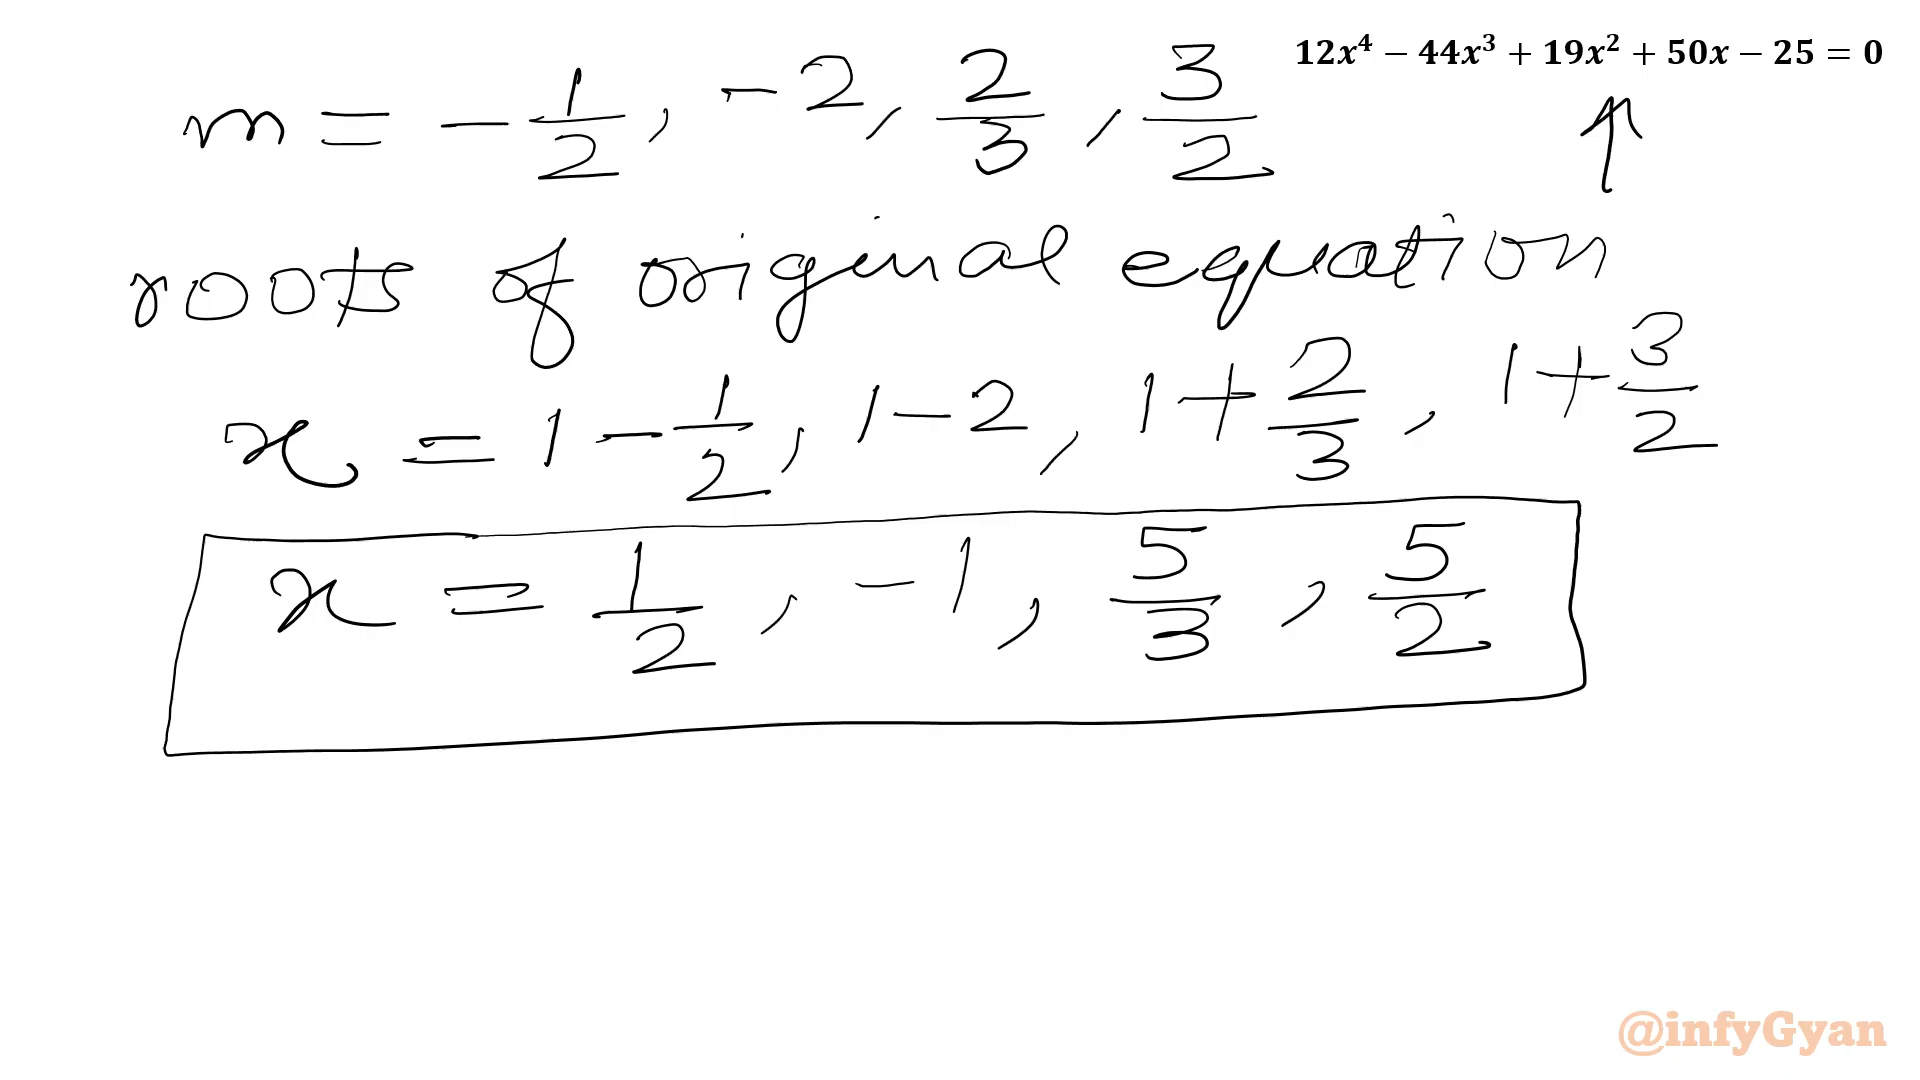 12x⁴ − 44x³ + 19x² + 50x − 25 = 0
m = -1/2, -2, 2/3, 3/2
roots of original equation
x = 1 - 1/2, 1 - 2, 1 + 2/3, 1 + 3/2
x = 1/2, -1, 5/3, 5/2
@infyGyan